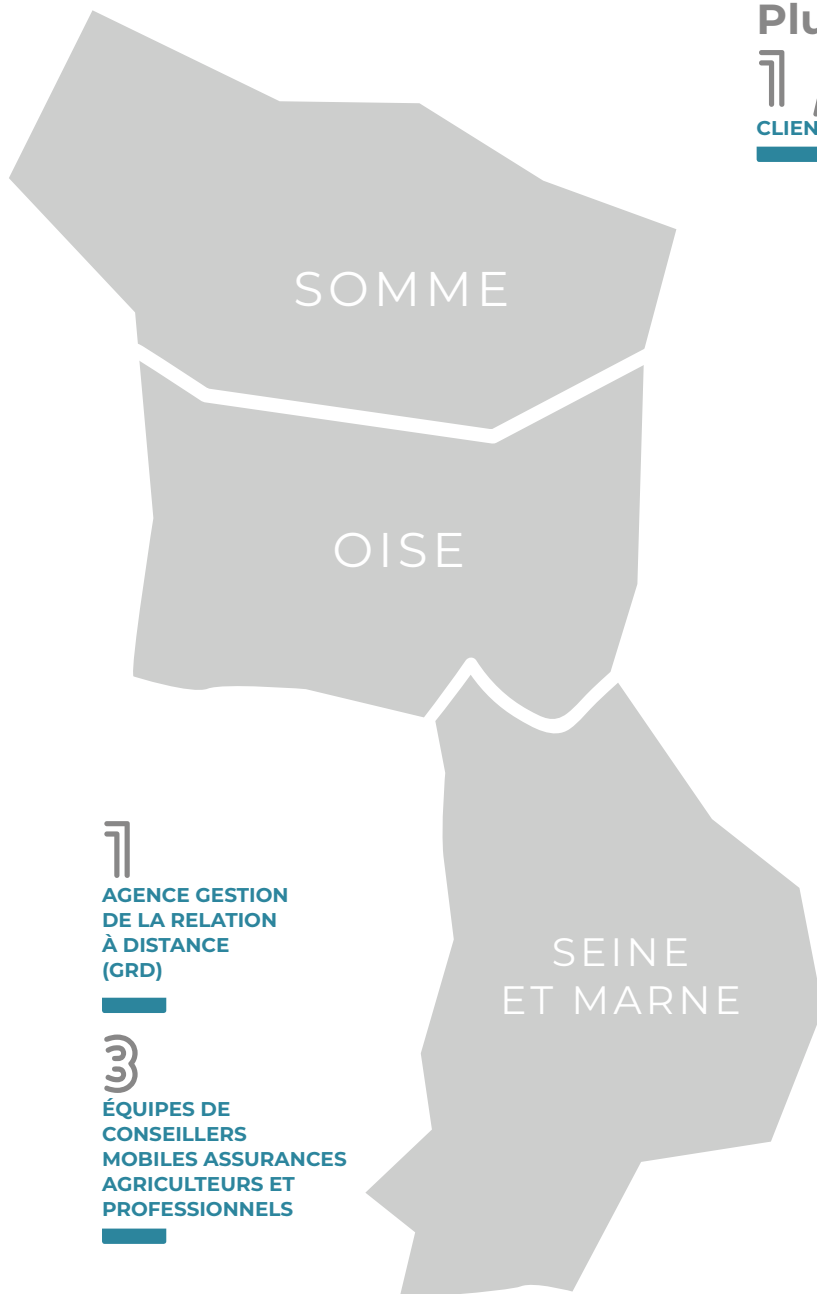 1
CLIEN
SOMME
OISE
1
AGENCE GESTION
DE LA RELATION
À DISTANCE
(GRD)
SEINE
ET MARNE
3
ÉQUIPES DE
CONSEILLERS
MOBILES ASSURANCES
AGRICULTEURS ET
PROFESSIONNELS